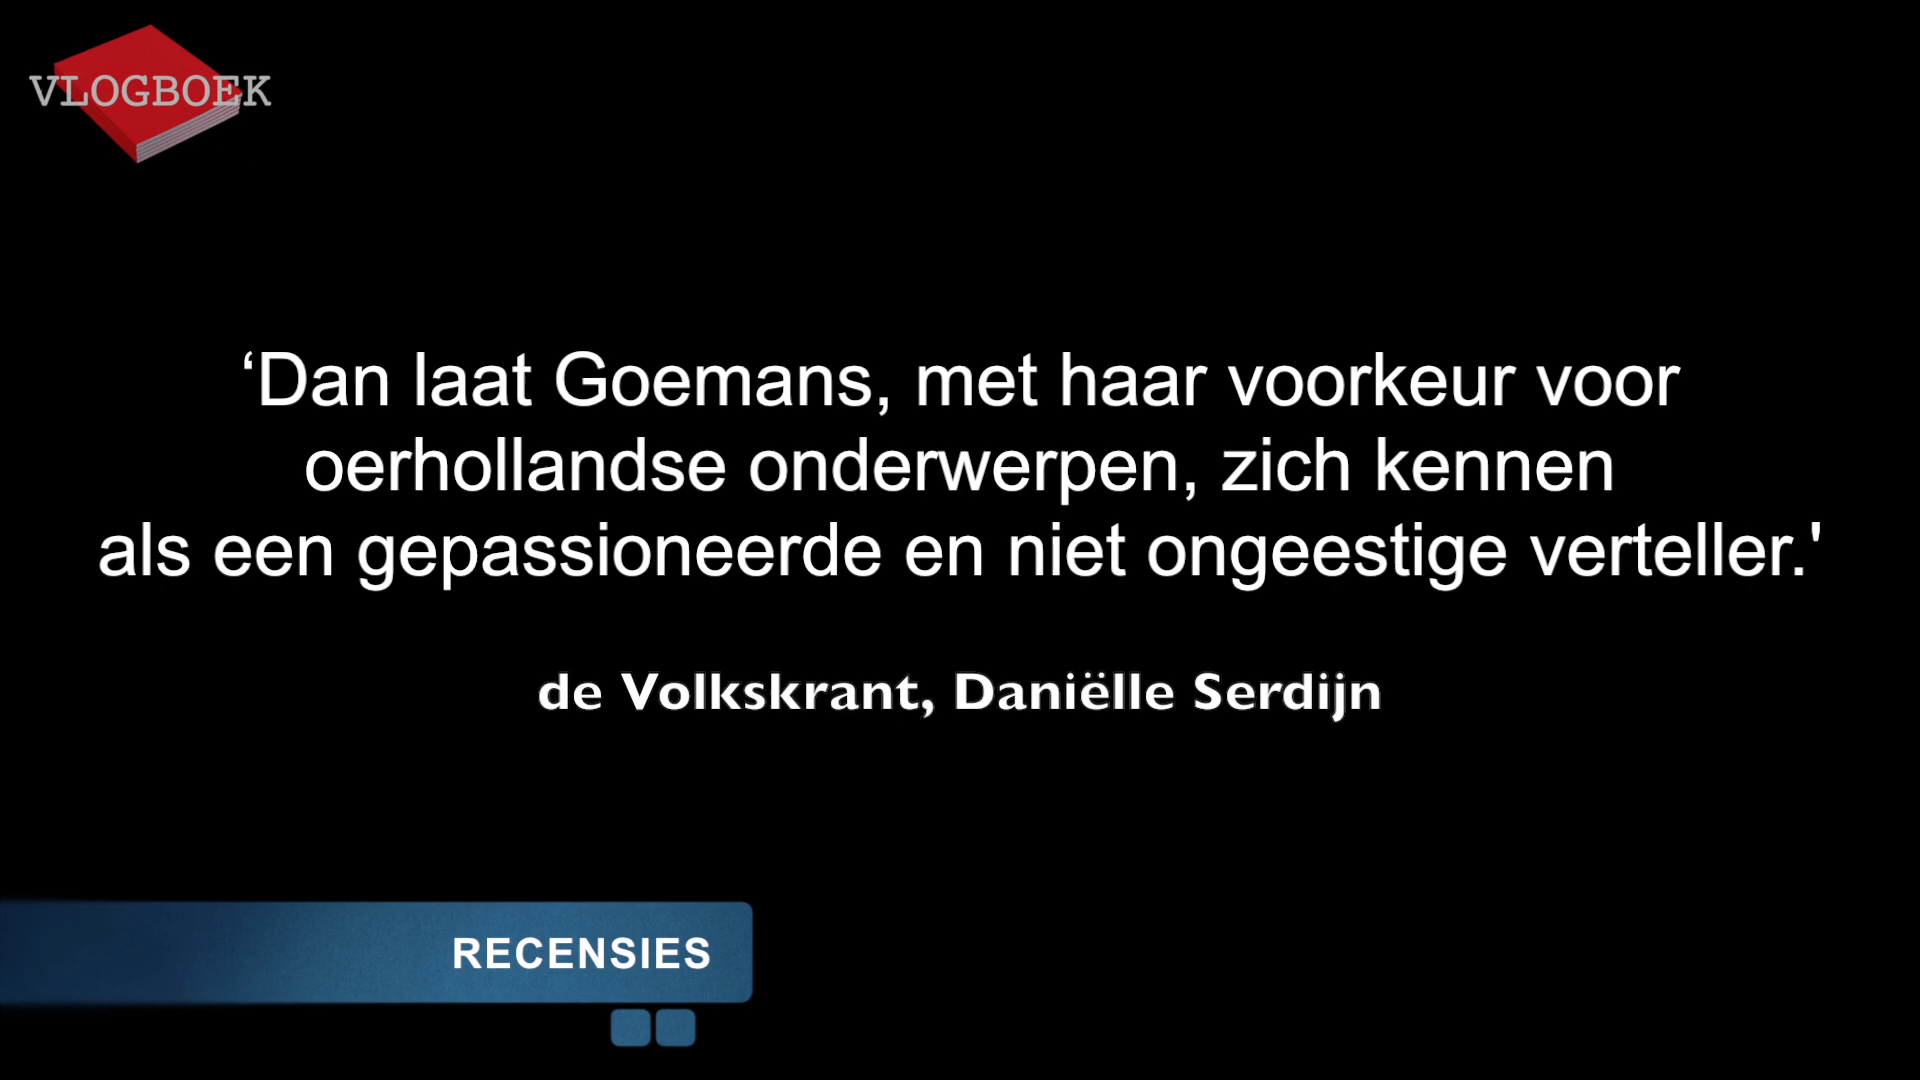 VLOGBOEK
‘Dan laat Goemans, met haar voorkeur voor
oerhollandse onderwerpen, zich kennen
als een gepassioneerde en niet ongeestige verteller.'
de Volkskrant, Daniëlle Serdijn
RECENSIES